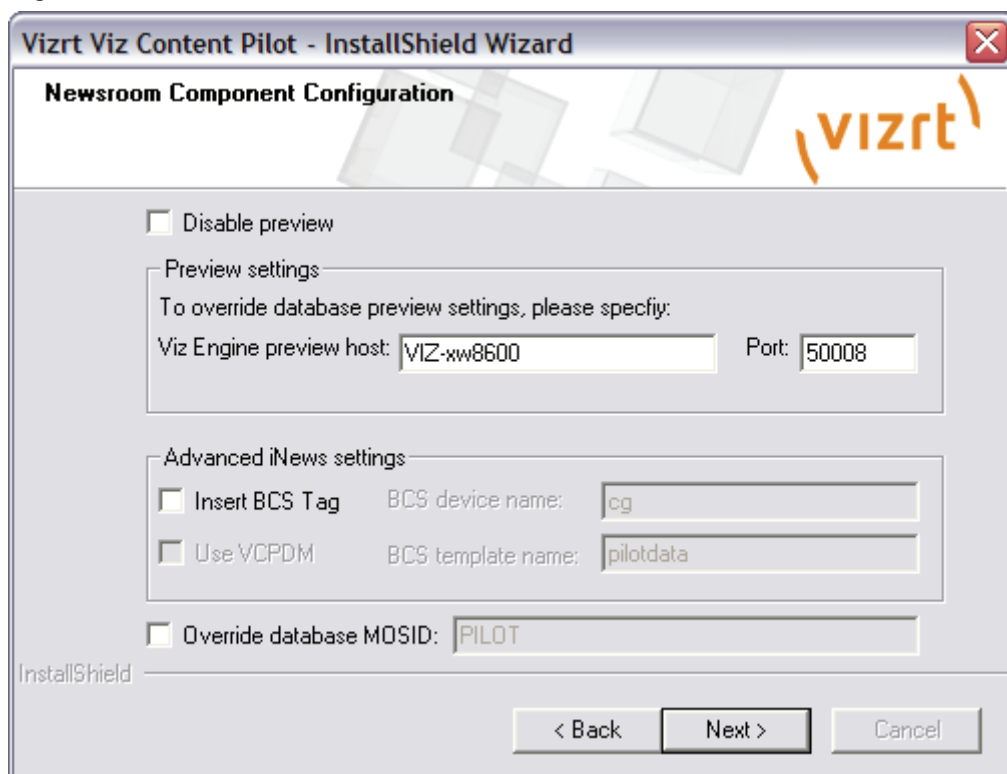 Vizrt Viz Content Pilot - InstallShield Wizard
Newsroom Component Configuration
vizrt
Disable preview
Preview settings
To override database preview settings, please specfiy:
Viz Engine preview host: VIZ-xw8600 Port: 50008
Advanced iNews settings
Insert BCS Tag BCS device name: cg
Use VCPDM BCS template name: pilotdata
Override database MOSID: PILOT
InstallShield
< Back Next > Cancel